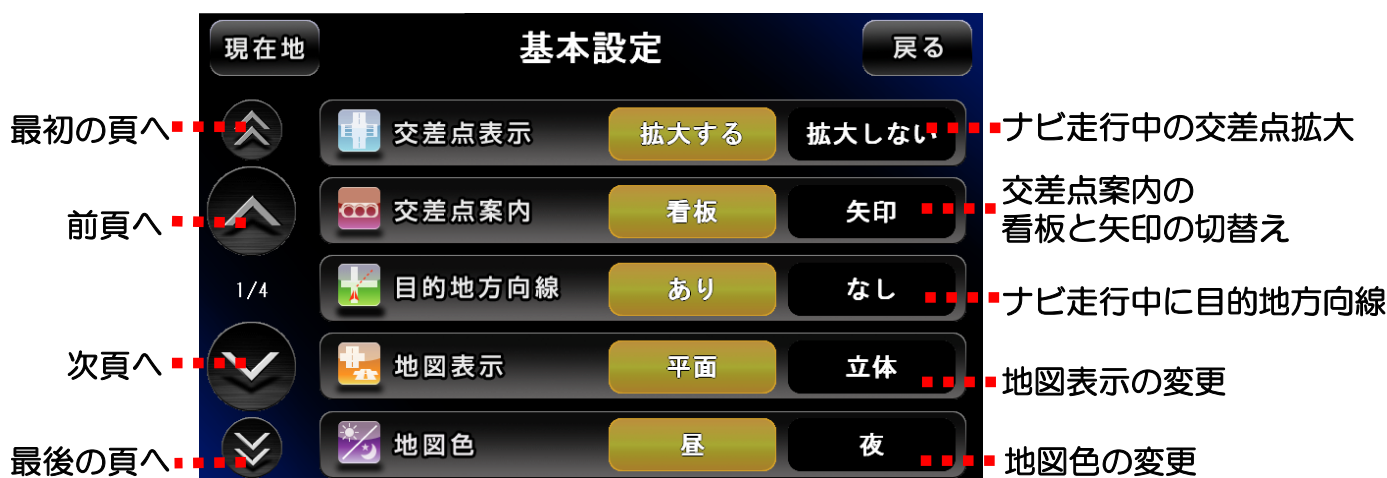 現在地
基本設定
戻る
最初の頁へ
交差点表示
拡大する
拡大しない
ナビ走行中の交差点拡大
前頁へ
交差点案内
看板
矢印
交差点案内の
看板と矢印の切替え
1/4
目的地方向線
あり
なし
ナビ走行中に目的地方向線
次頁へ
地図表示
平面
立体
地図表示の変更
最後の頁へ
地図色
昼
夜
地図色の変更